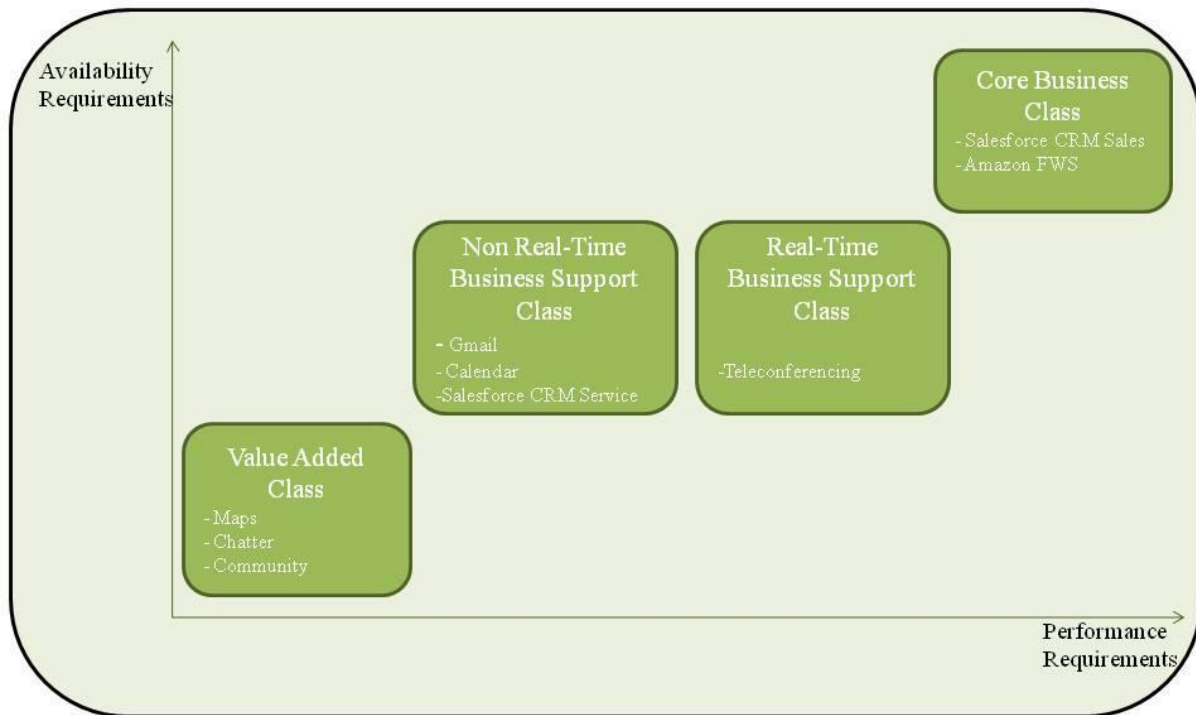 Availability
Requirements
Core Business
Class
- Salesforce CRM Sales
- Amazon FWS
Non Real-Time
Business Support
Class
- Gmail
- Calendar
-Salesforce CRM Service
Real-Time
Business Support
Class
-Teleconferencing
Value Added
Class
- Maps
- Chatter
- Community
Performance
Requirements